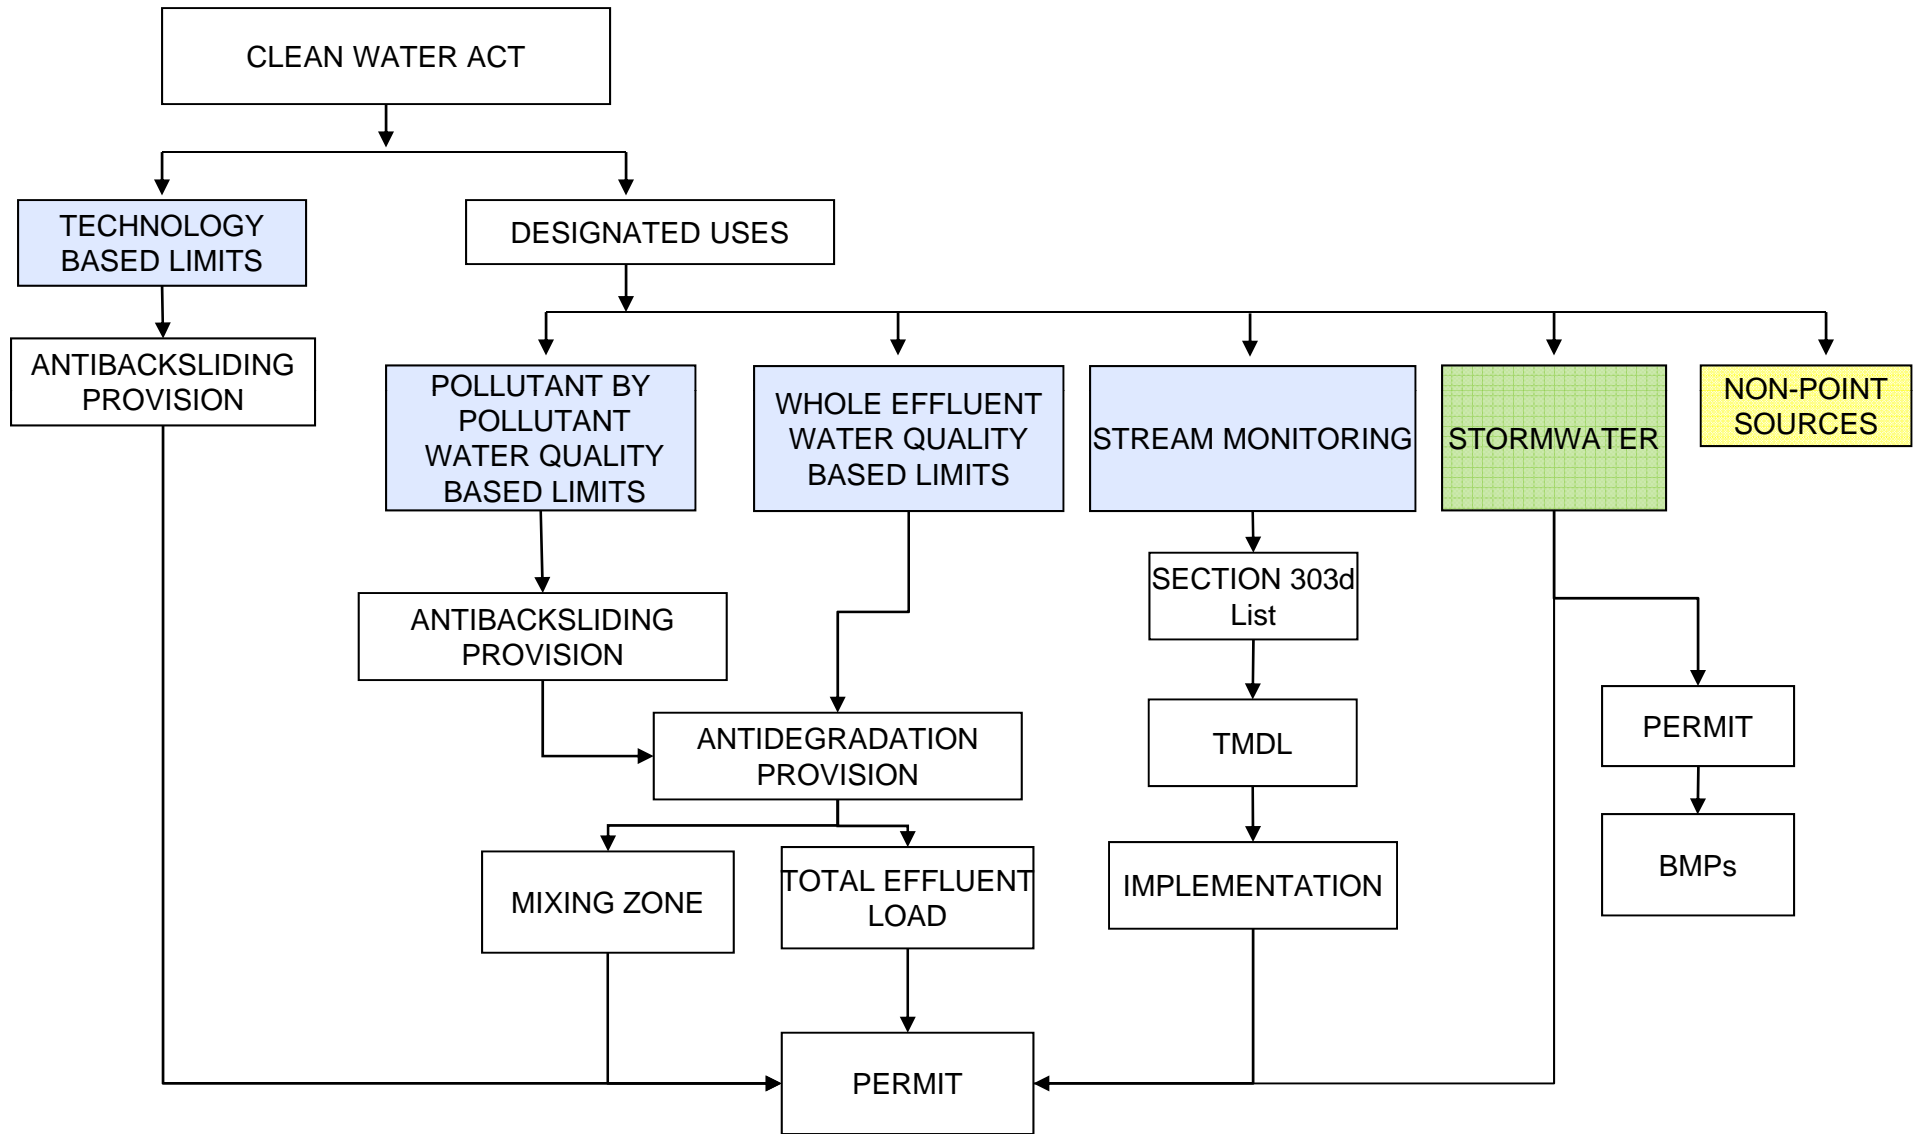 CLEAN WATER ACT
TECHNOLOGY
BASED LIMITS
DESIGNATED USES
ANTIBACKSLIDING
PROVISION
POLLUTANT BY
POLLUTANT
WATER QUALITY
BASED LIMITS
WHOLE EFFLUENT
WATER QUALITY
BASED LIMITS
STREAM MONITORING
STORMWATER
NON-POINT
SOURCES
ANTIBACKSLIDING
PROVISION
SECTION 303d
List
ANTIDEGRADATION
PROVISION
TMDL
PERMIT
MIXING ZONE
TOTAL EFFLUENT
LOAD
IMPLEMENTATION
BMPs
PERMIT